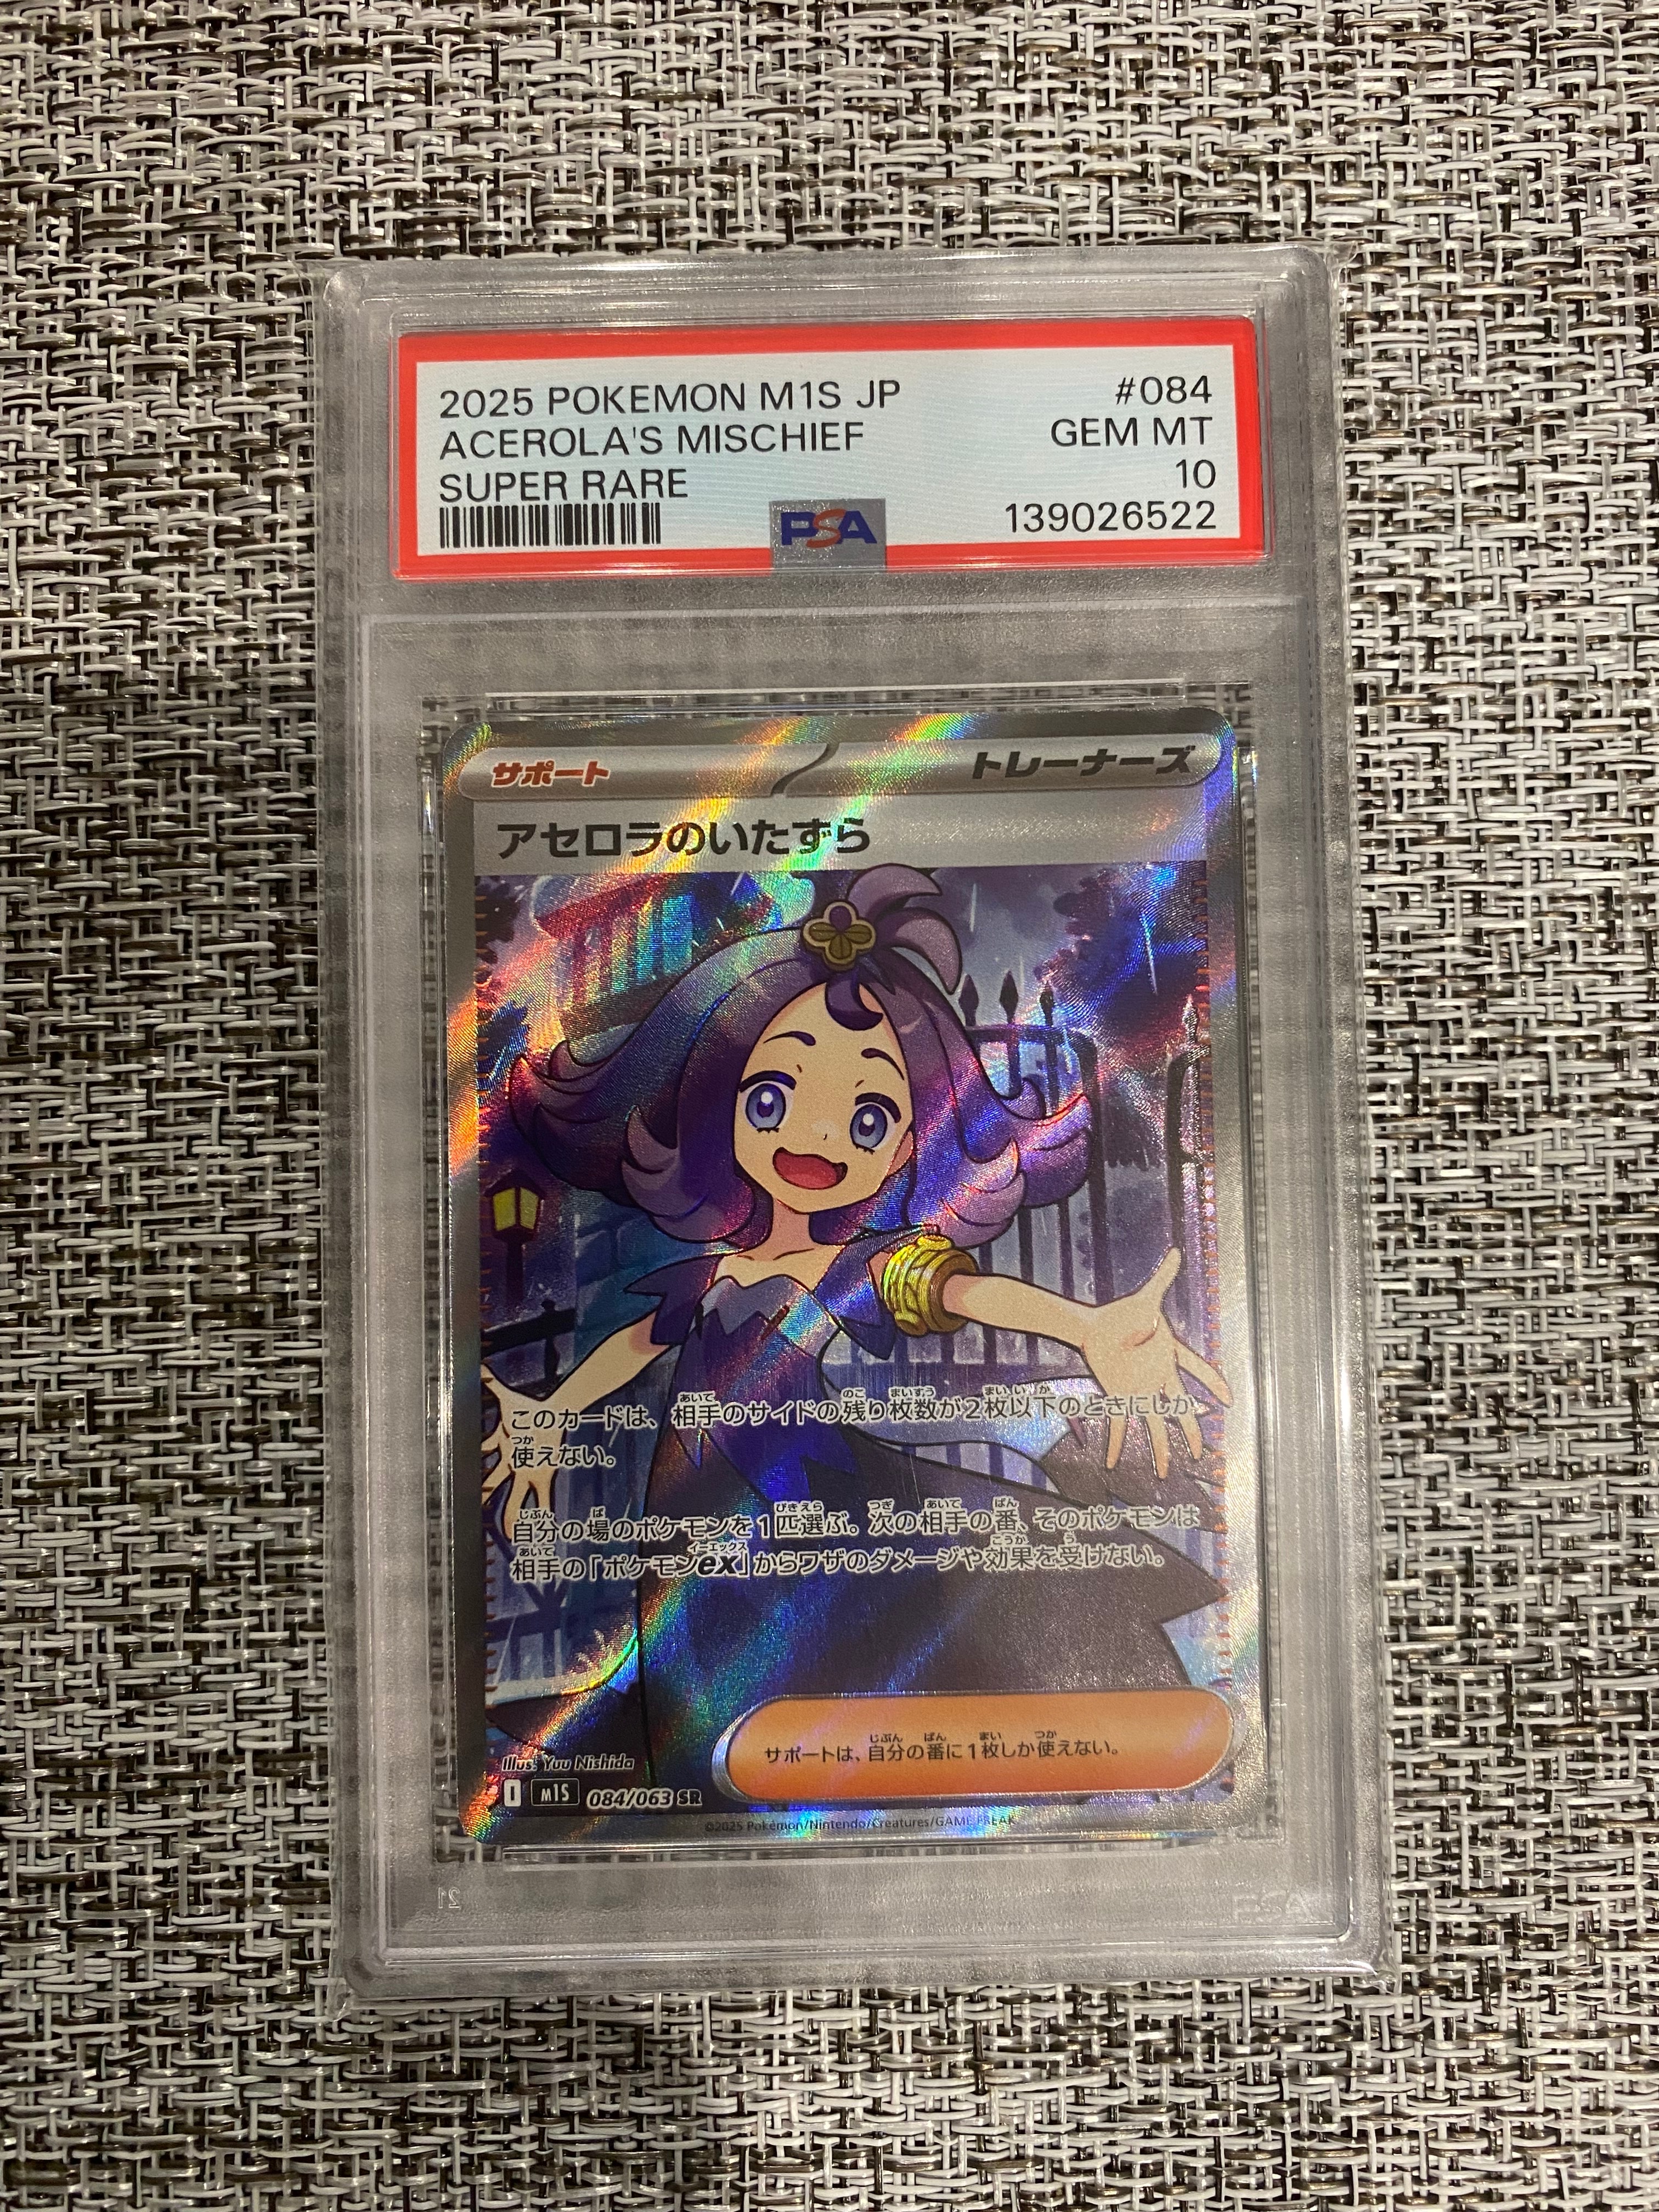 2025 POKEMON M1S JP #084
ACEROLA'S MISCHIEF GEM MT
SUPER RARE 10
PSA 139026522
サポート トレーナーズ
アセロラのいたずら
このカードは、相手のサイドの残り枚数が2枚以下のときにしか
使えない。
自分の場のポケモンを1匹選ぶ。次の相手の番、そのポケモンは
相手の「ポケモンex」からワザのダメージや効果を受けない。
サポートは、自分の番に1枚しか使えない。
Illus. Yuu Nishida
I M1S 084/063 SR
©2025 Pokémon/Nintendo/Creatures/GAME FREAK
21 PSA